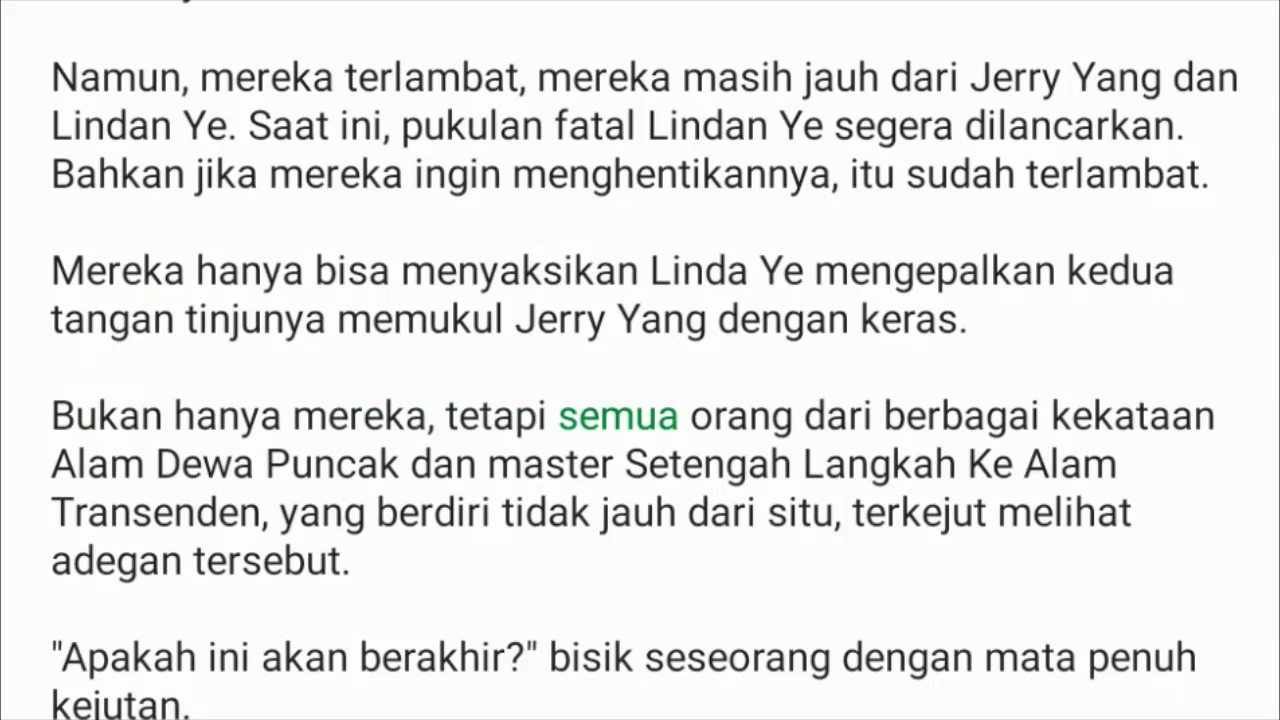 Namun, mereka terlambat, mereka masih jauh dari Jerry Yang dan
Lindan Ye. Saat ini, pukulan fatal Lindan Ye segera dilancarkan.
Bahkan jika mereka ingin menghentikannya, itu sudah terlambat.
Mereka hanya bisa menyaksikan Linda Ye mengepalkan kedua
tangan tinjunya memukul Jerry Yang dengan keras.
Bukan hanya mereka, tetapi semua orang dari berbagai kekataan
Alam Dewa Puncak dan master Setengah Langkah Ke Alam
Transenden, yang berdiri tidak jauh dari situ, terkejut melihat
adegan tersebut.
"Apakah ini akan berakhir?" bisik seseorang dengan mata penuh
kejutan.